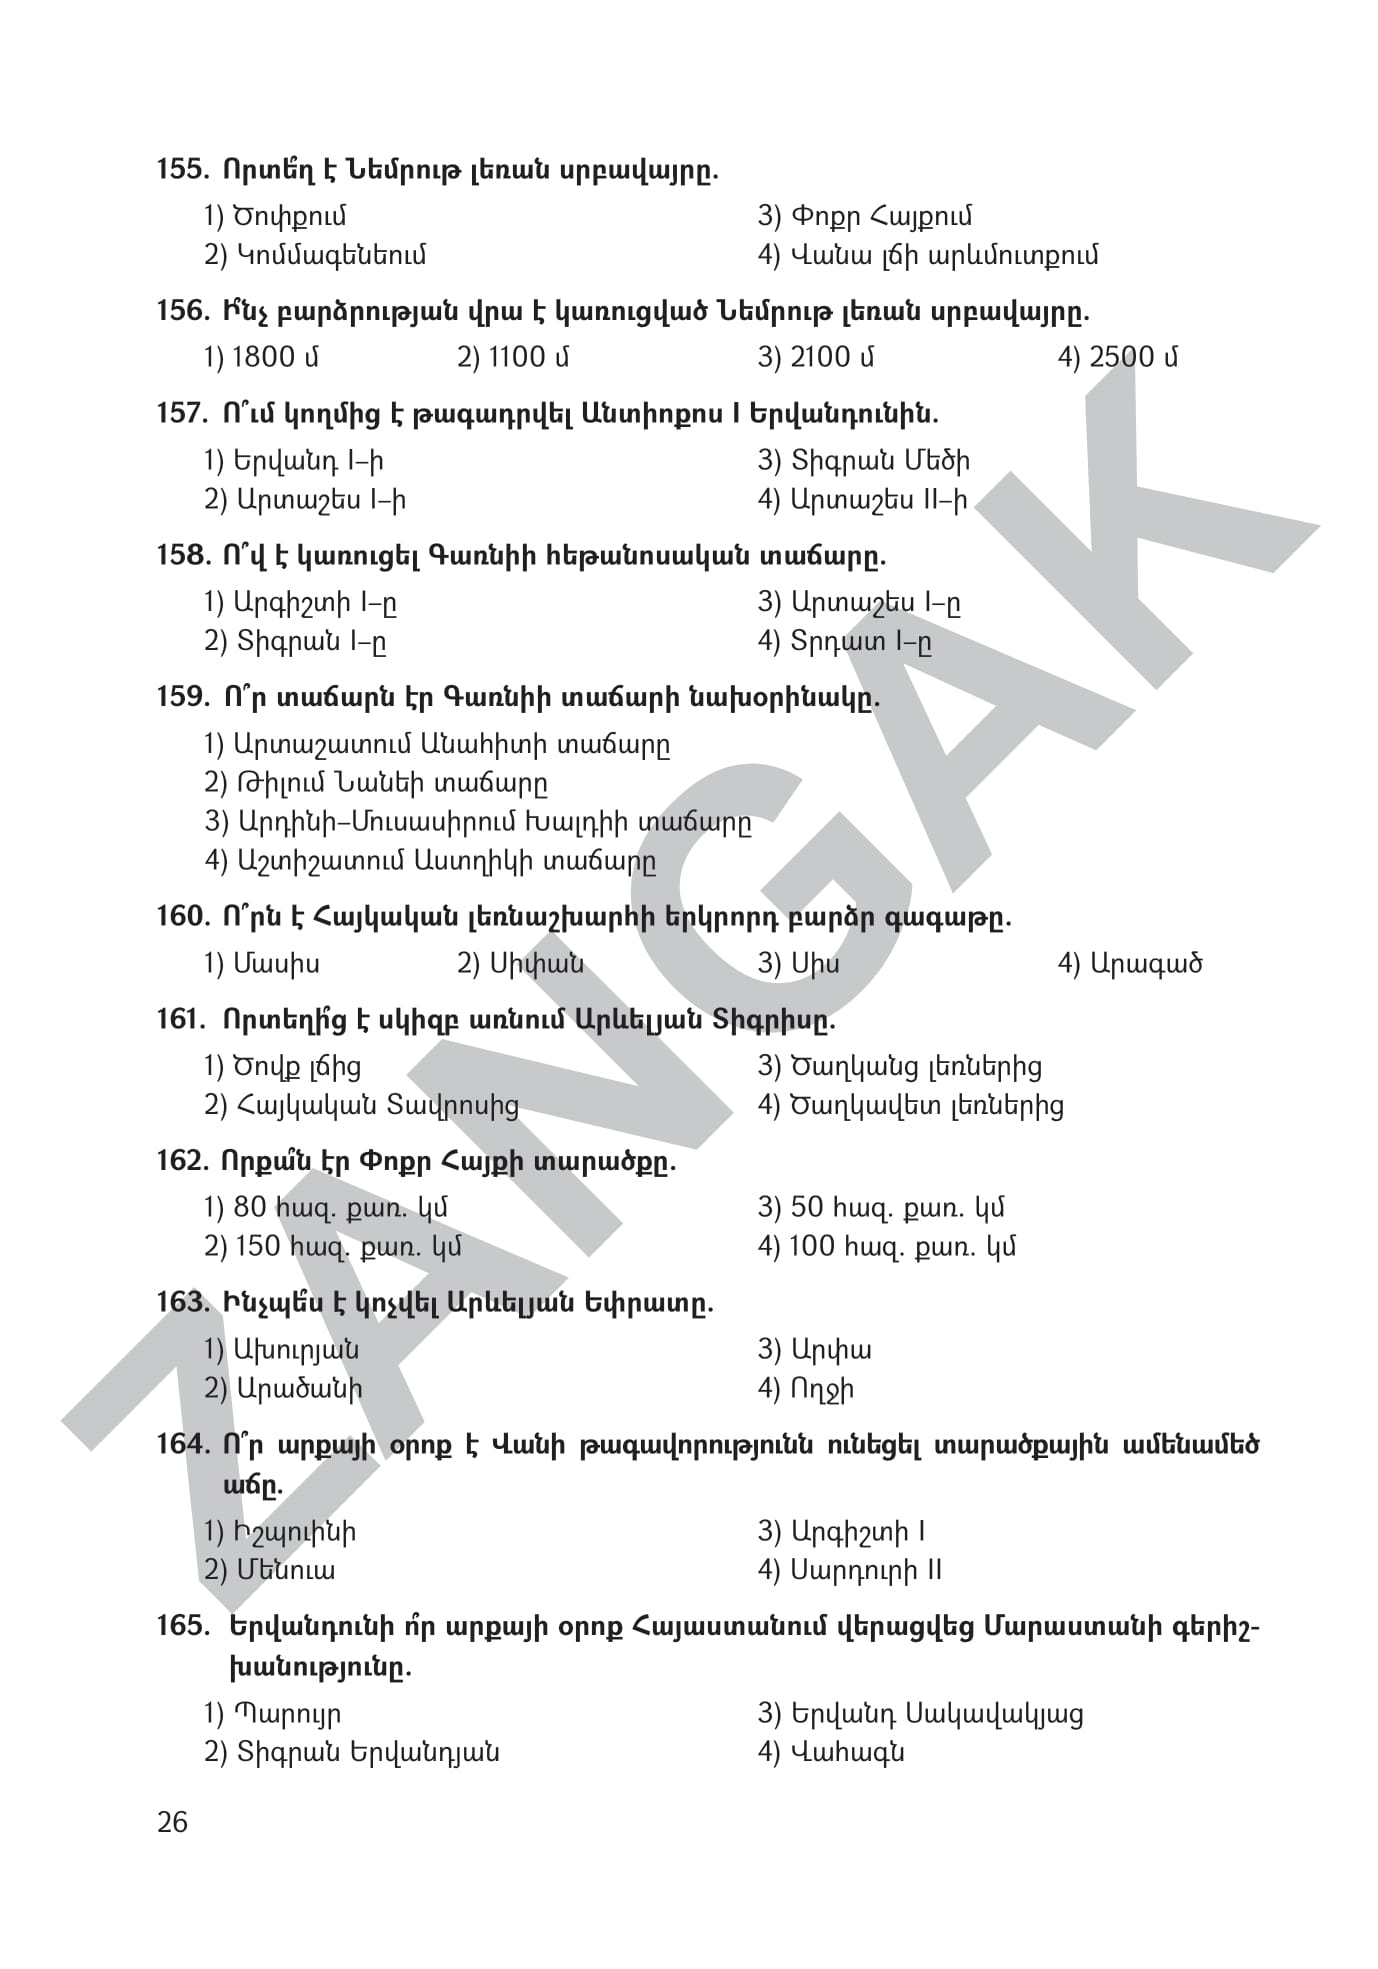 155. Որտե՞ղ է Նեմրութ լեռան սրբավայրը.
1) Ծոփքում 3) Փոքր Հայքում
2) Կոմմագենեում 4) Վանա լճի արևմուտքում
156. Ի՞նչ բարձրության վրա է կառուցված Նեմրութ լեռան սրբավայրը.
1) 1800 մ 2) 1100 մ 3) 2100 մ 4) 2500 մ
157. Ո՞ւմ կողմից է թագադրվել Անտիոքոս I Երվանդունին.
1) Երվանդ I–ի 3) Տիգրան Մեծի
2) Արտաշես I–ի 4) Արտաշես II–ի
158. Ո՞վ է կառուցել Գառնիի հեթանոսական տաճարը.
1) Արգիշտի I–ը 3) Արտաշես I–ը
2) Տիգրան I–ը 4) Տրդատ I–ը
159. Ո՞ր տաճարն էր Գառնիի տաճարի նախօրինակը.
1) Արտաշատում Անահիտի տաճարը
2) Թիլում Նանեի տաճարը
3) Արդինի–Մուսասիրում Խալդիի տաճարը
4) Աշտիշատում Աստղիկի տաճարը
160. Ո՞րն է Հայկական լեռնաշխարհի երկրորդ բարձր գագաթը.
1) Մասիս 2) Սիփան 3) Սիս 4) Արագած
161. Որտեղի՞ց է սկիզբ առնում Արևելյան Տիգրիսը.
1) Ծովք լճից 3) Ծաղկանց լեռներից
2) Հայկական Տավրոսից 4) Ծաղկավետ լեռներից
162. Որքա՞ն էր Փոքր Հայքի տարածքը.
1) 80 հազ. քառ. կմ 3) 50 հազ. քառ. կմ
2) 150 հազ. քառ. կմ 4) 100 հազ. քառ. կմ
163. Ինչպե՞ս է կոչվել Արևելյան Եփրատը.
1) Ախուրյան 3) Արփա
2) Արածանի 4) Ողջի
164. Ո՞ր արքայի օրոք է Վանի թագավորությունն ունեցել տարածքային ամենամեծ
աճը.
1) Իշպուինի 3) Արգիշտի I
2) Մենուա 4) Սարդուրի II
165. Երվանդունի ո՞ր արքայի օրոք Հայաստանում վերացվեց Մարաստանի գերիշ-
խանությունը.
1) Պարույր 3) Երվանդ Սակավակյաց
2) Տիգրան Երվանդյան 4) Վահագն
26
ZANGAK